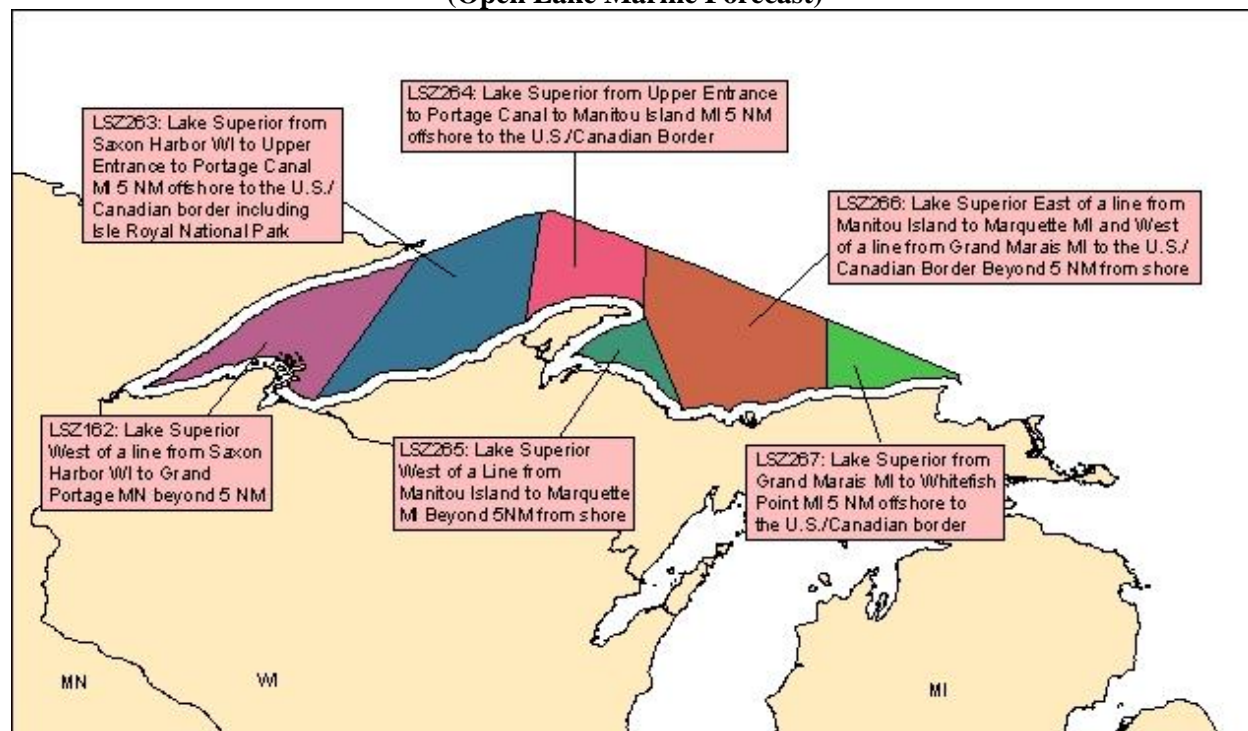 (Open Lake Marine Forecast)
LSZ264: Lake Superior from Upper Entrance
to Portage Canal to Manitou Island MI 5 NM
offshore to the U.S./Canadian Border
LSZ263: Lake Superior from
Saxon Harbor WI to Upper
Entrance to Portage Canal
MI 5 NM offshore to the U.S./
Canadian border including
Isle Royal National Park
LSZ266: Lake Superior East of a line from
Manitou Island to Marquette MI and West
of a line from Grand Marais MI to the U.S./
Canadian Border Beyond 5 NM from shore
LSZ162: Lake Superior
West of a line from Saxon
Harbor WI to Grand
Portage MN beyond 5 NM
LSZ265: Lake Superior
West of a Line from
Manitou Island to Marquette
MI Beyond 5NM from shore
LSZ267: Lake Superior from
Grand Marais MI to Whitefish
Point MI 5 NM offshore to
the U.S./Canadian border
MN
WI
MI